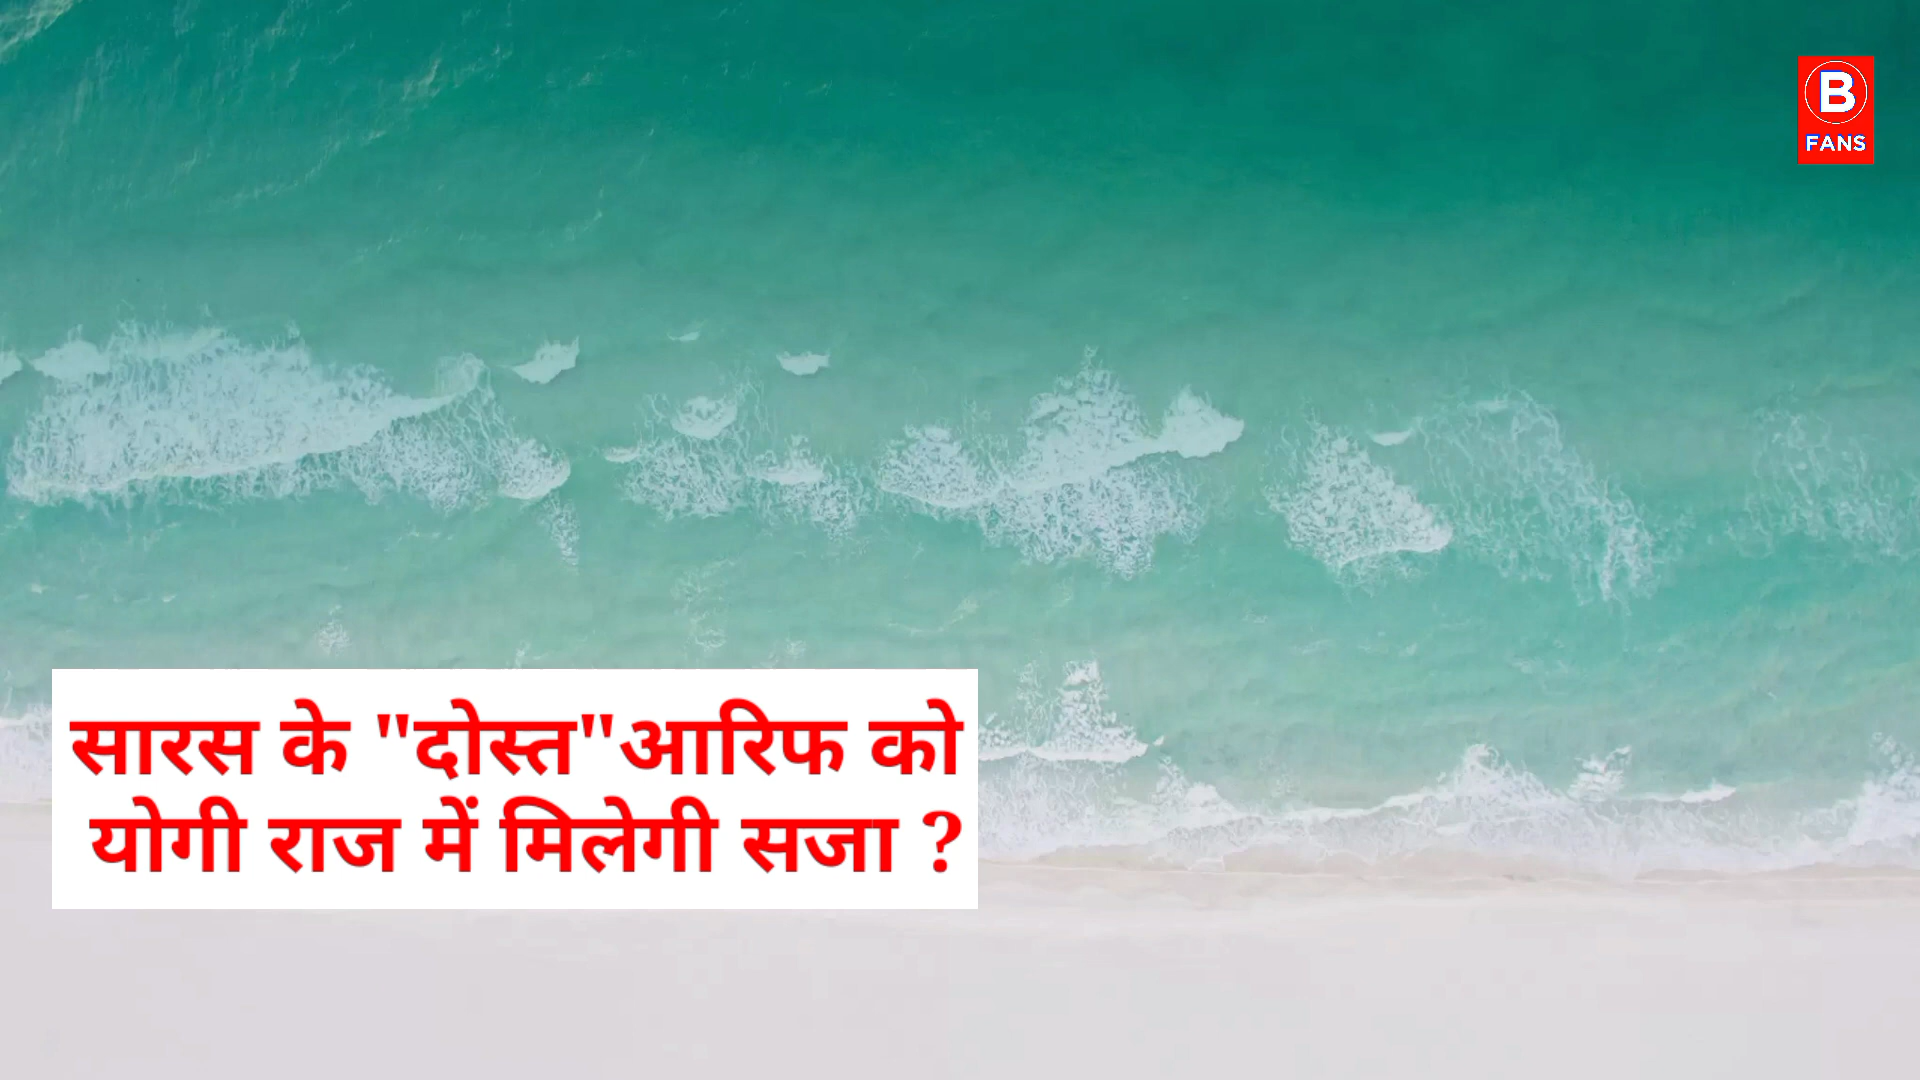 B
FANS
सारस के "दोस्त"आरिफ को
योगी राज में मिलेगी सजा ?